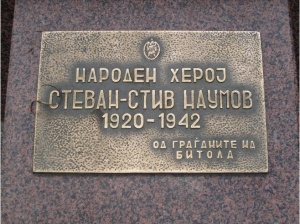 НАРОДЕН ХЕРОЈ
СТЕВАН-СТИВ НАУМОВ
1920-1942
ОД ГРАЃАНИТЕ НА
БИТОЛА